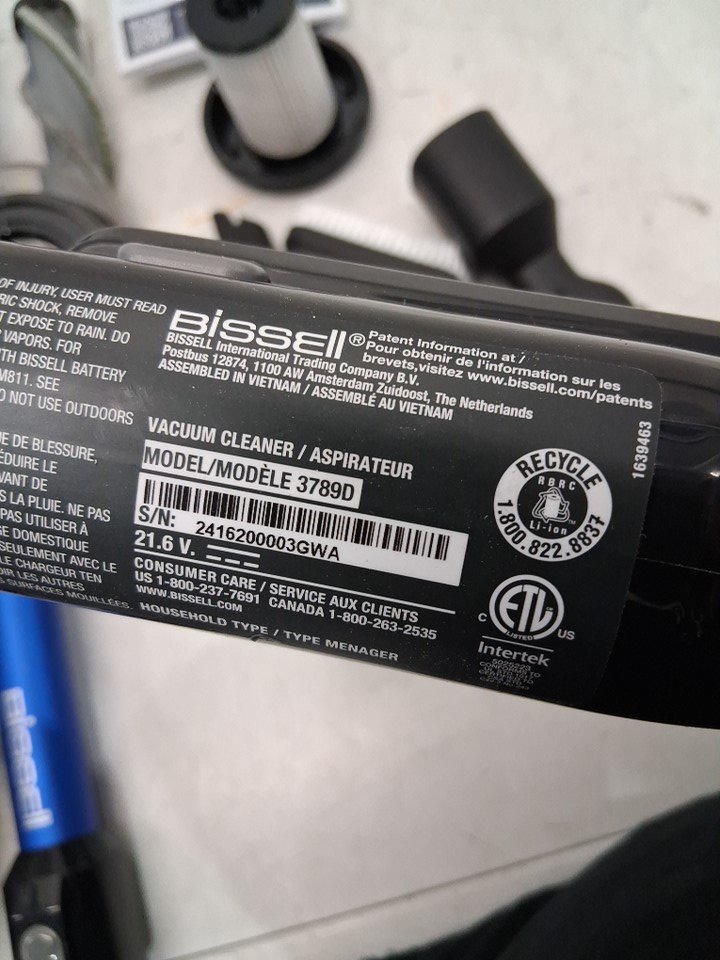 OF INJURY. USER MUST READ
RIC SHOCK, REMOVE
T EXPOSE TO RAIN. DO
VAPORS. FOR
TH BISSELL BATTERY
M811. SEE
O NOT USE OUTDOORS
UE DE BLESSURE,
ÉDUIRE LE
VANT DE
S LA PLUIE. NE PAS
PAS UTILISER À
GE DOMESTIQUE
SEULEMENT AVEC LE
LE CHARGEUR TEN
OIR LES AUTRES
S SURFACES MOUILLÉES
BISSELL®
Patent Information at /
Pour obtenir de l'information sur les
brevets,visitez www.bissell.com/patents
BISSELL International Trading Company B.V.
Postbus 12874, 1100 AW Amsterdam Zuidoost, The Netherlands
ASSEMBLED IN VIETNAM / ASSEMBLÉ AU VIETNAM
VACUUM CLEANER / ASPIRATEUR
MODEL/MODÈLE 3789D
S/N: 2416200003GWA
21.6 V.
CONSUMER CARE / SERVICE AUX CLIENTS
US 1-800-237-7691 CANADA 1-800-263-2535
WWW.BISSELL.COM
HOUSEHOLD TYPE / TYPE MENAGER
1639463
RECYCLE
RBRC
Li-ion
1.800.822.8837
C ETL US
LISTED
Intertek
BISSELL